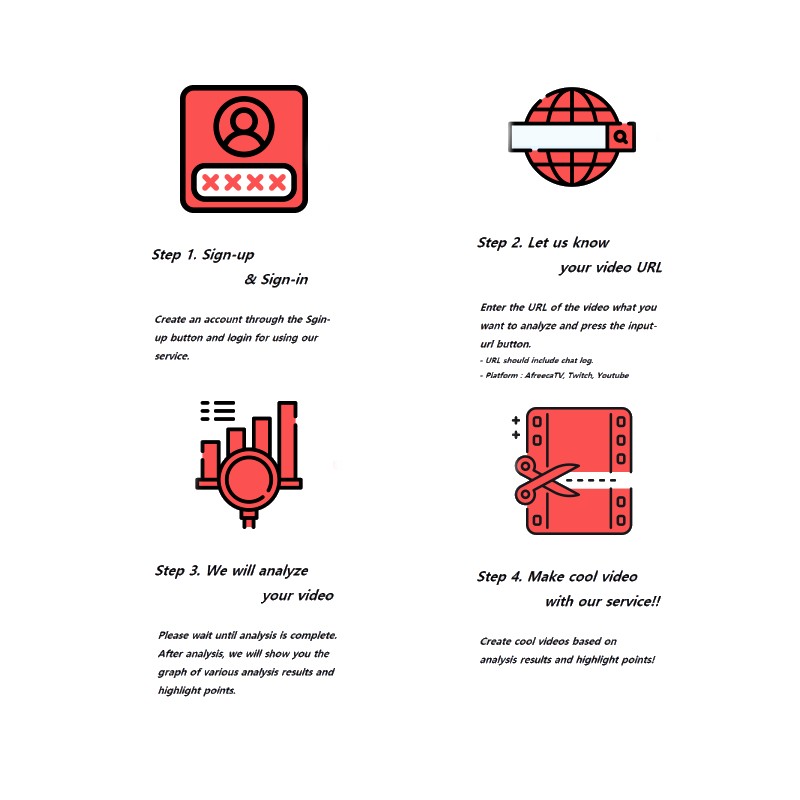 Step 1. Sign-up
& Sign-in
Create an account through the Sgin-
up button and login for using our
service.
Step 2. Let us know
your video URL
Enter the URL of the video what you
want to analyze and press the input-
url button.
- URL should include chat log.
- Platform : AfreecaTV, Twitch, Youtube
Step 3. We will analyze
your video
Please wait until analysis is complete.
After analysis, we will show you the
graph of various analysis results and
highlight points.
Step 4. Make cool video
with our service!!
Create cool videos based on
analysis results and highlight points!